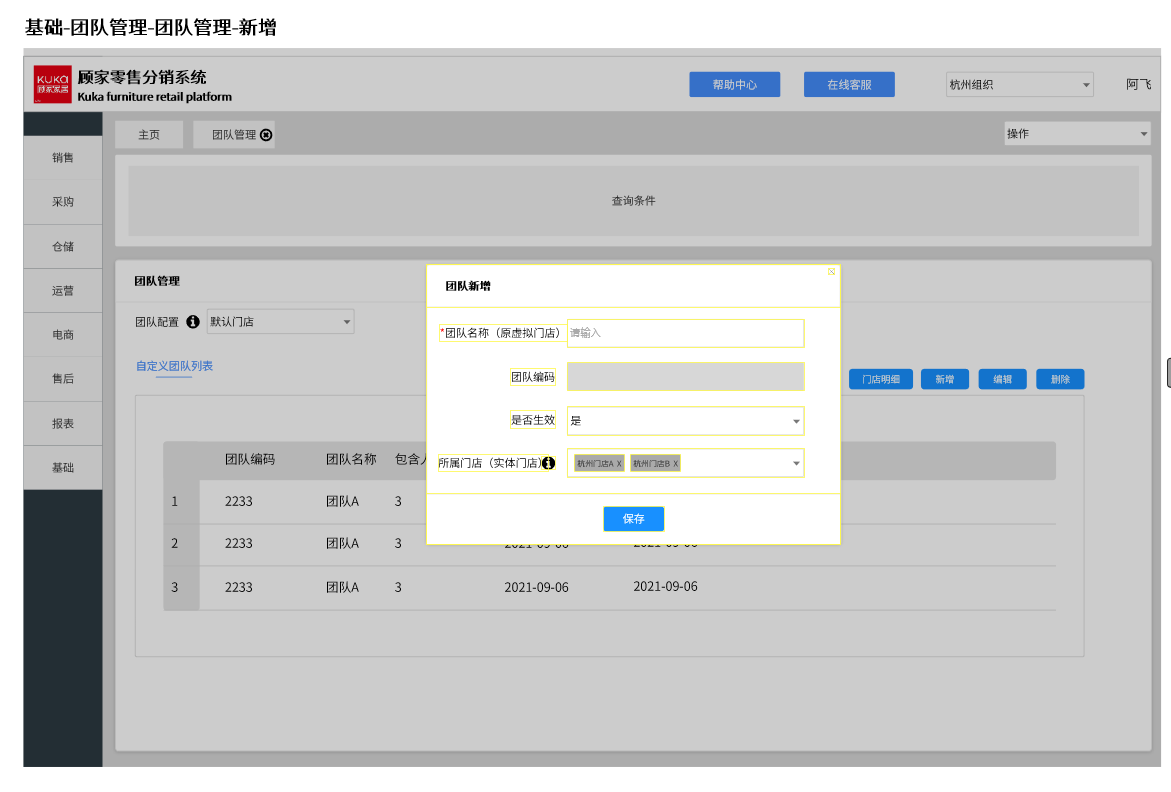 基础-团队管理-团队管理-新增
KUKa 顾家家居
顾家零售分销系统
Kuka furniture retail platform
帮助中心
在线客服
杭州组织
阿飞
主页
团队管理
操作
销售
采购
仓储
运营
电商
售后
报表
基础
查询条件
团队管理
团队配置
默认门店
自定义团队列表
门店明细
新增
编辑
删除
团队编码 团队名称 包含人
1 2233 团队A 3
2 2233 团队A 3 2021-09-06 2021-09-06
3 2233 团队A 3 2021-09-06 2021-09-06
团队新增
*团队名称（原虚拟门店） 请输入
团队编码
是否生效 是
所属门店（实体门店） 杭州门店A X 杭州门店B X
保存